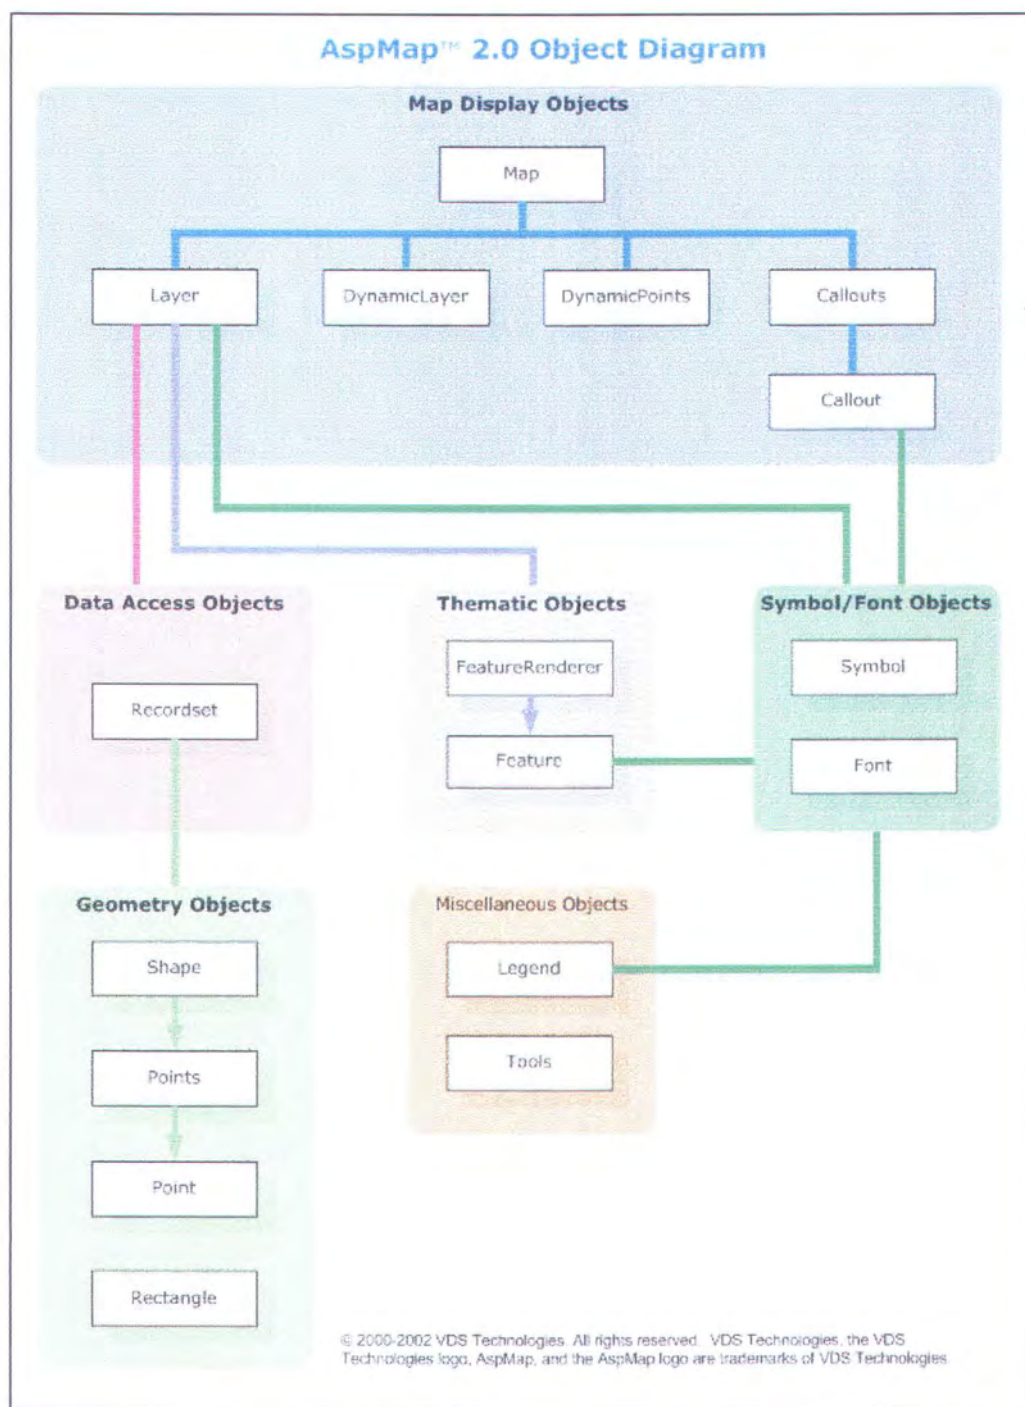 AspMap™ 2.0 Object Diagram
Map Display Objects
Map
Layer
DynamicLayer
DynamicPoints
Callouts
Callout
Data Access Objects
Thematic Objects
Symbol/Font Objects
FeatureRenderer
Symbol
Recordset
Feature
Font
Geometry Objects
Miscellaneous Objects
Shape
Legend
Points
Tools
Point
Rectangle
© 2000-2002 VDS Technologies. All rights reserved. VDS Technologies, the VDS
Technologies logo, AspMap, and the AspMap logo are trademarks of VDS Technologies.